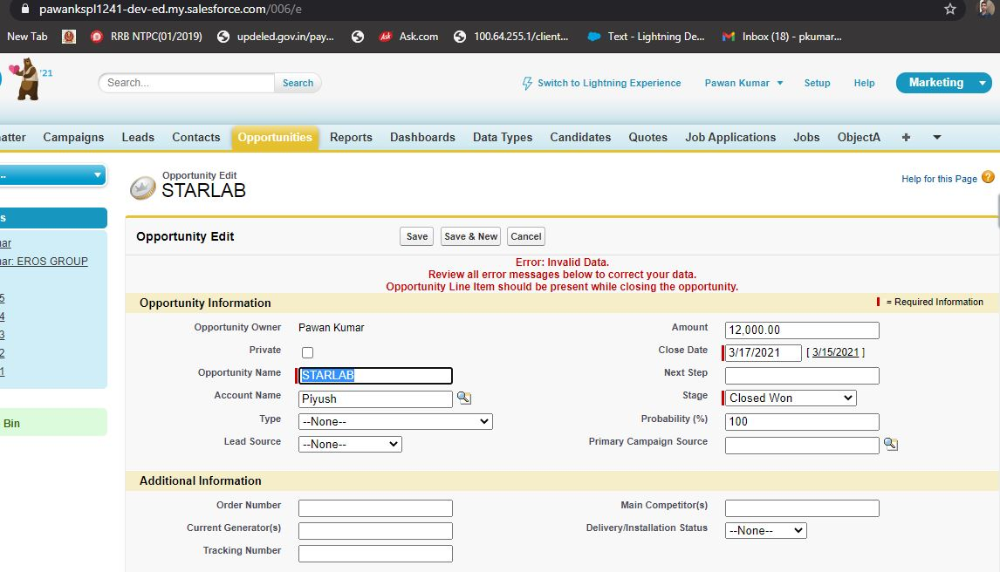 pawankspl1241-dev-ed.my.salesforce.com/006/e
New Tab RRB NTPC(01/2019) updeled.gov.in/pay... Ask Ask.com 100.64.255.1/client... Text - Lightning De... Inbox (18) - pkumar...
'21
Search... Search Switch to Lightning Experience Pawan Kumar Setup Help Marketing
atter Campaigns Leads Contacts Opportunities Reports Dashboards Data Types Candidates Quotes Job Applications Jobs ObjectA +
...
Opportunity Edit
STARLAB
Help for this Page ?
s
nar
nar: EROS GROUP
5
4
3
2
1
Bin
Opportunity Edit Save Save & New Cancel
Error: Invalid Data.
Review all error messages below to correct your data.
Opportunity Line Item should be present while closing the opportunity.
Opportunity Information = Required Information
Opportunity Owner Pawan Kumar Amount 12,000.00
Private Close Date 3/17/2021 [ 3/15/2021 ]
Opportunity Name STARLAB Next Step
Account Name Piyush Stage Closed Won
Type --None-- Probability (%) 100
Lead Source --None-- Primary Campaign Source
Additional Information
Order Number Main Competitor(s)
Current Generator(s) Delivery/Installation Status --None--
Tracking Number